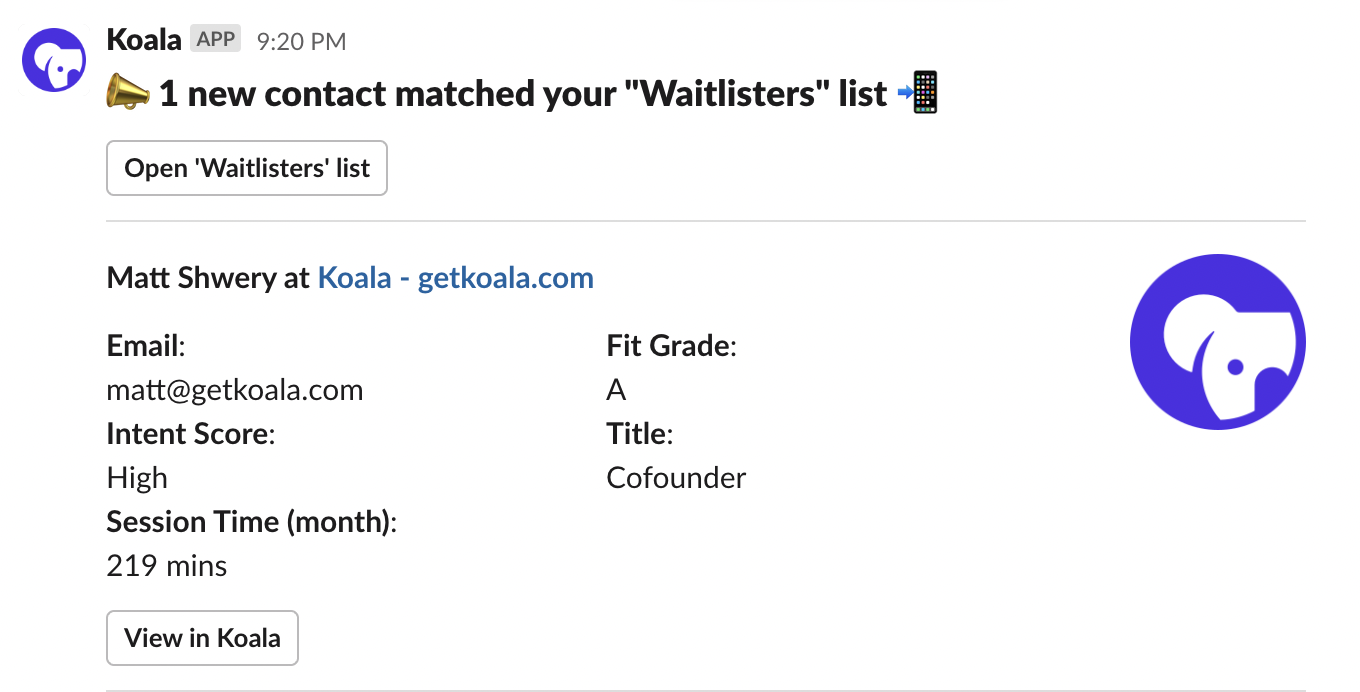 Koala APP 9:20 PM
1 new contact matched your "Waitlisters" list
Open 'Waitlisters' list
Matt Shwery at Koala - getkoala.com
Email:
matt@getkoala.com
Fit Grade:
A
Intent Score:
High
Title:
Cofounder
Session Time (month):
219 mins
View in Koala